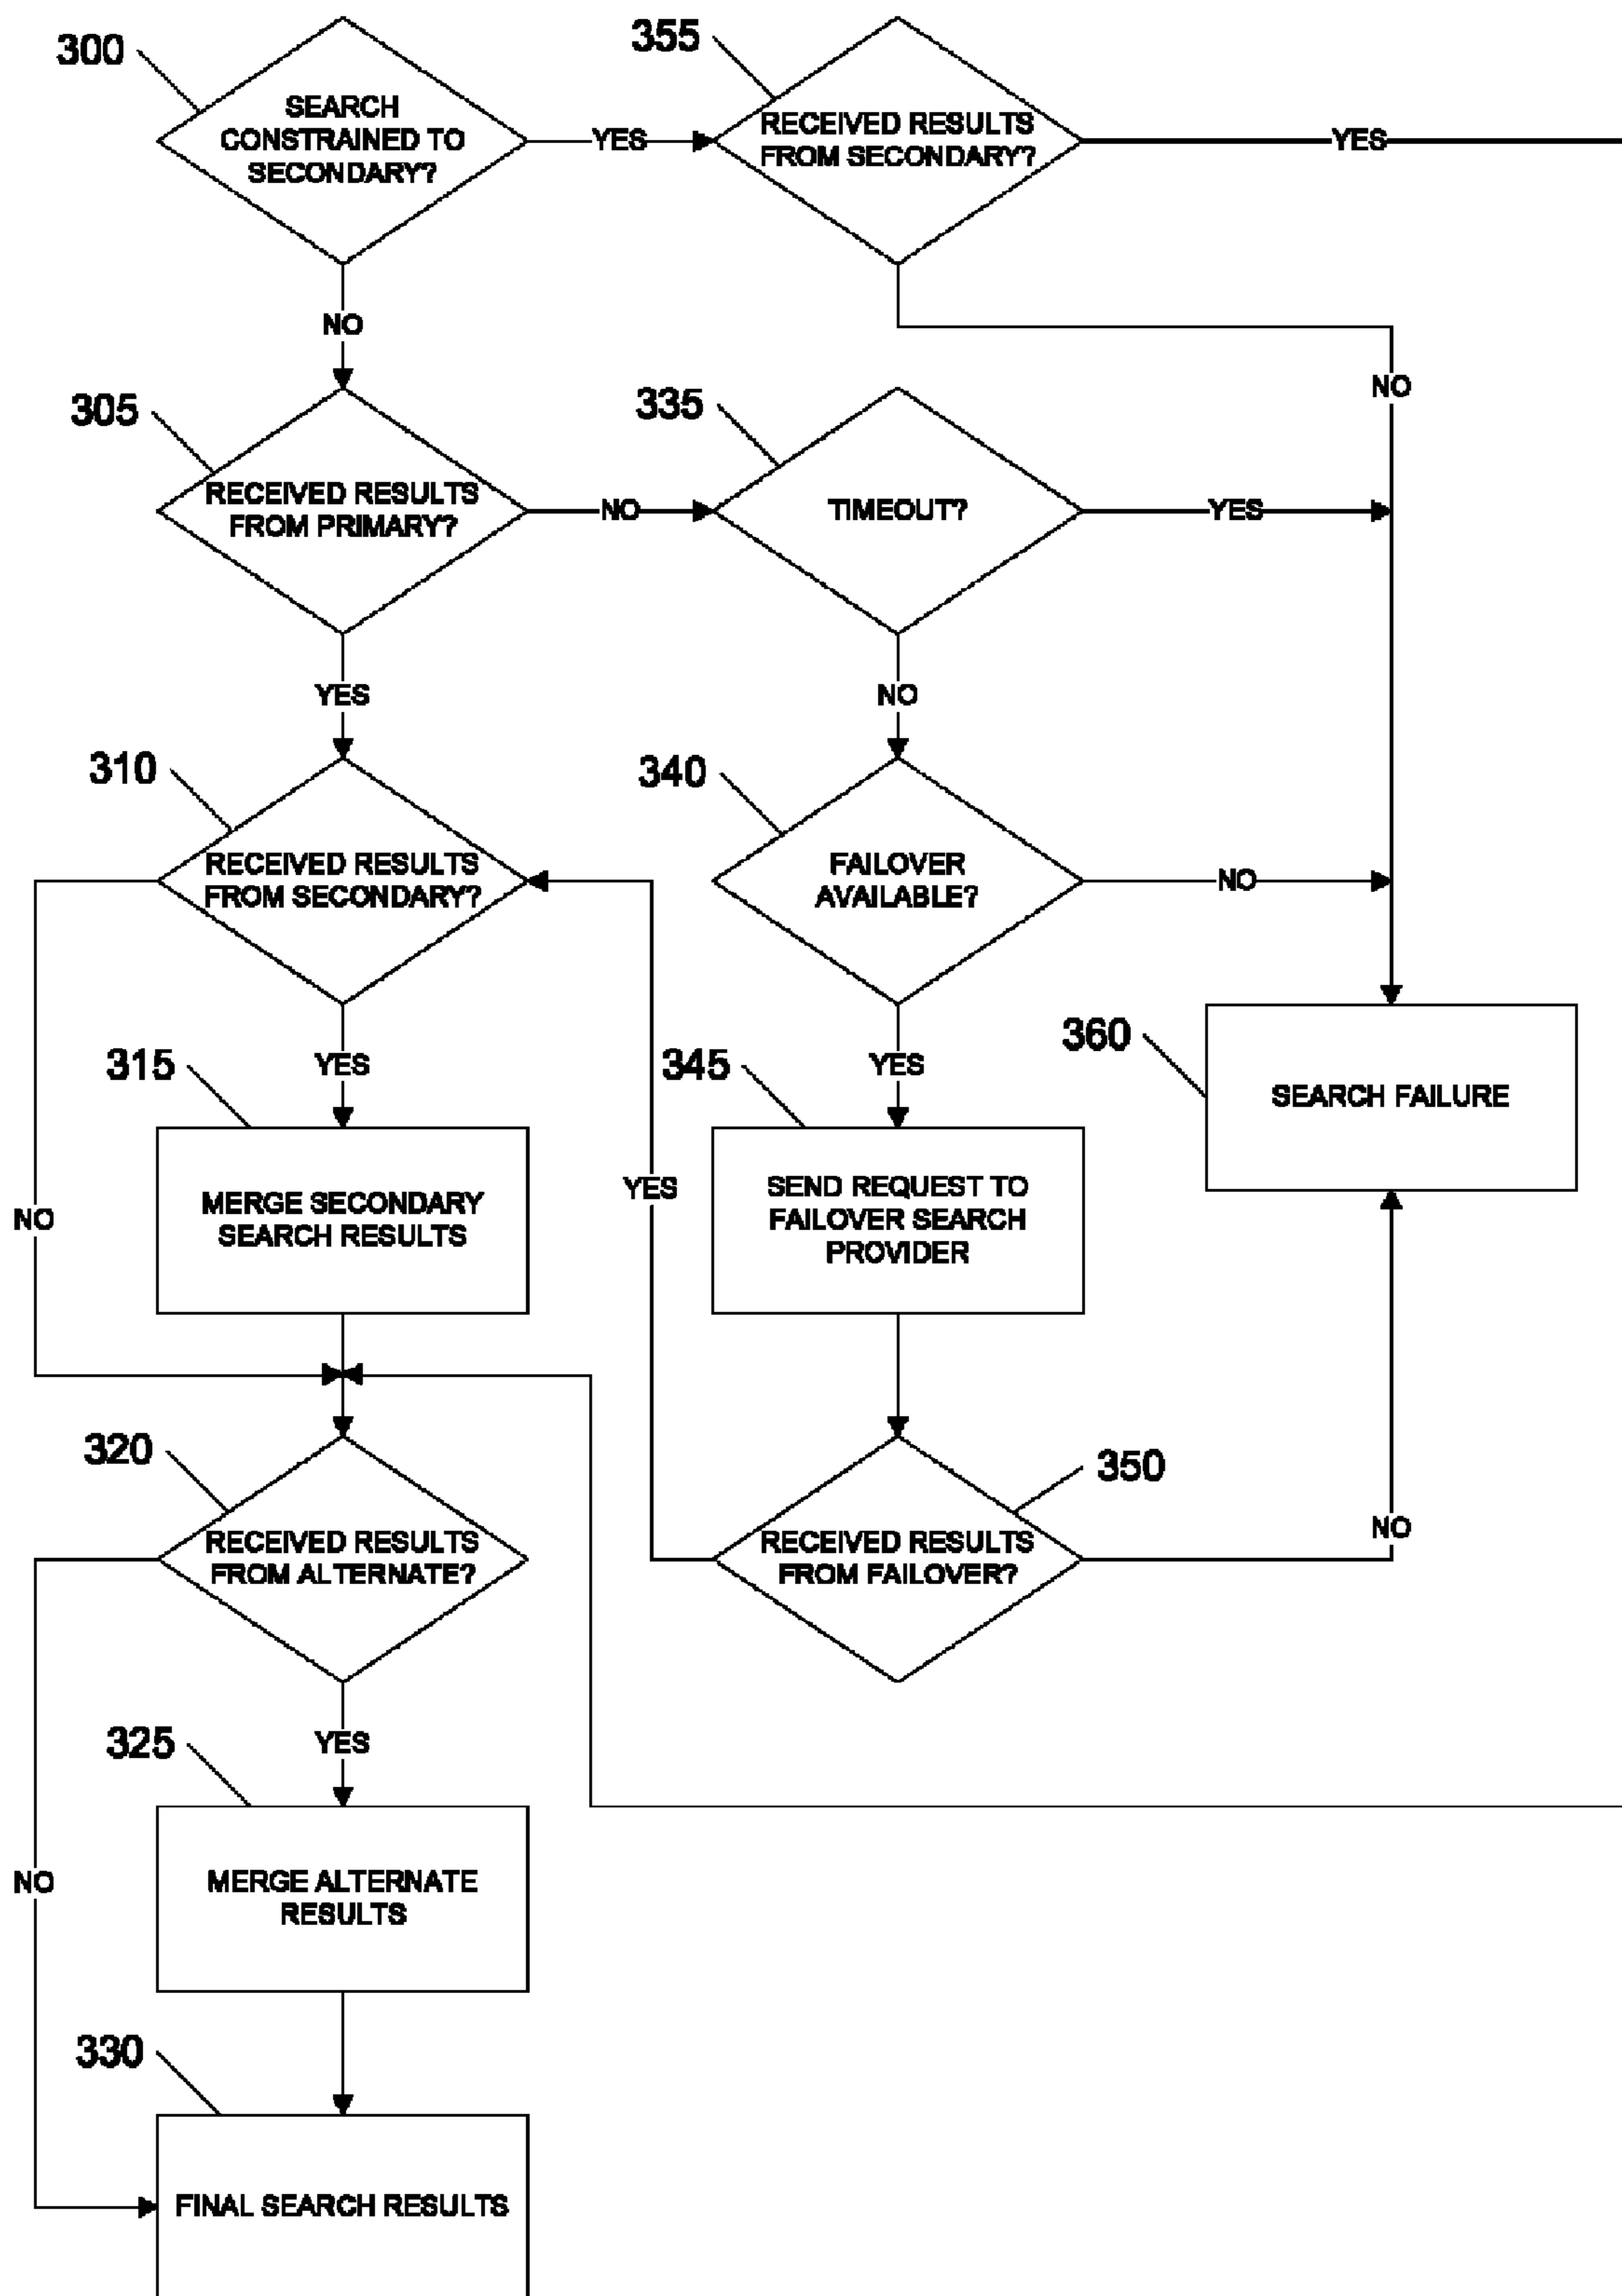 300
SEARCH
CONSTRAINED TO
SECONDARY?
YES
355
RECEIVED RESULTS
FROM SECONDARY?
YES
NO
NO
305
RECEIVED RESULTS
FROM PRIMARY?
NO
335
TIMEOUT?
YES
YES
NO
310
RECEIVED RESULTS
FROM SECONDARY?
340
FAILOVER
AVAILABLE?
NO
YES
YES
NO
315
MERGE SECONDARY
SEARCH RESULTS
YES
345
SEND REQUEST TO
FAILOVER SEARCH
PROVIDER
360
SEARCH FAILURE
320
RECEIVED RESULTS
FROM ALTERNATE?
350
RECEIVED RESULTS
FROM FAILOVER?
NO
YES
NO
325
MERGE ALTERNATE
RESULTS
330
FINAL SEARCH RESULTS